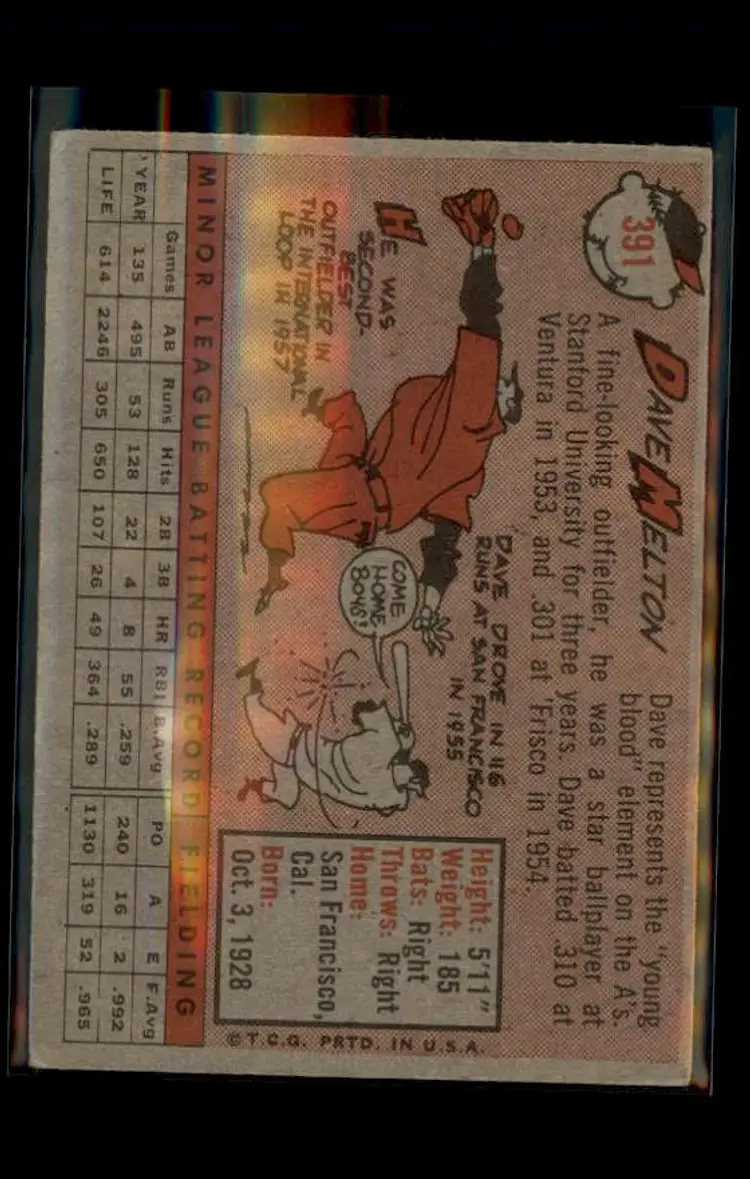 391
DAVE MELTON
Dave represents the "young
blood" element on the A's.
A fine-looking outfielder, he was a star ballplayer at
Stanford University for three years. Dave batted .310 at
Ventura in 1953, and .301 at 'Frisco in 1954.
HE WAS
SECOND-
BEST
OUTFIELDER IN
THE INTERNATIONAL
LOOP IN 1957
DAVE DROVE IN 116
RUNS AT SAN FRANCISCO
IN 1955
COME
HOME
BOYS!
Height: 5'11"
Weight: 185
Bats: Right
Throws: Right
Home:
San Francisco,
Cal.
Born:
Oct. 3, 1928
© T.C.G. PRTD. IN U.S.A.
MINOR LEAGUE BATTING RECORD FIELDING
Games AB Runs Hits 2B 3B HR RBI B.Avg PO A E F.Avg
YEAR 135 495 53 128 22 4 8 55 .259 240 16 2 .992
LIFE 614 2246 305 650 107 26 49 364 .289 1130 319 52 .965